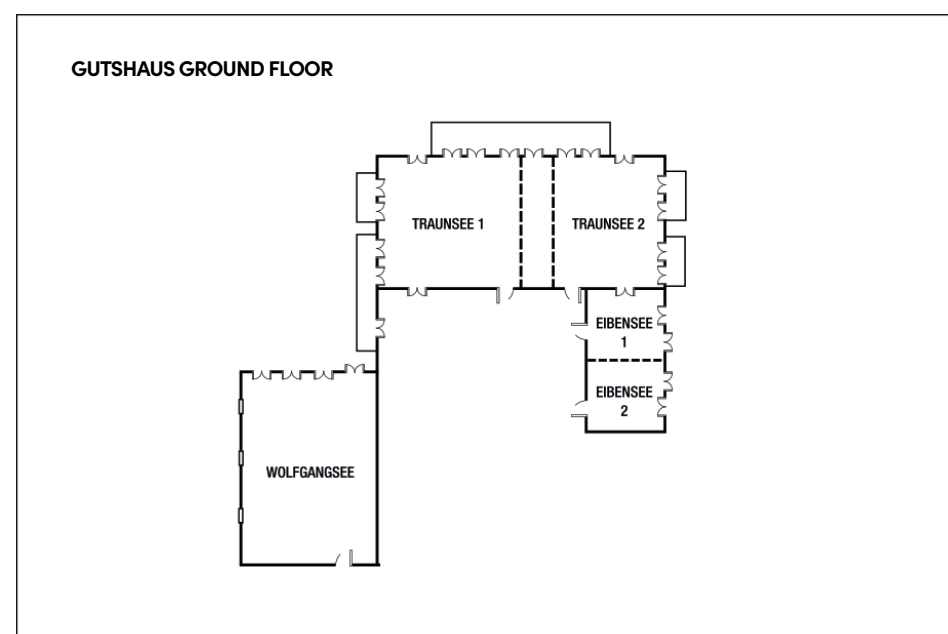 GUTSHAUS GROUND FLOOR
TRAUNSEE 1
TRAUNSEE 2
EIBENSEE
1
EIBENSEE
2
WOLFGANGSEE